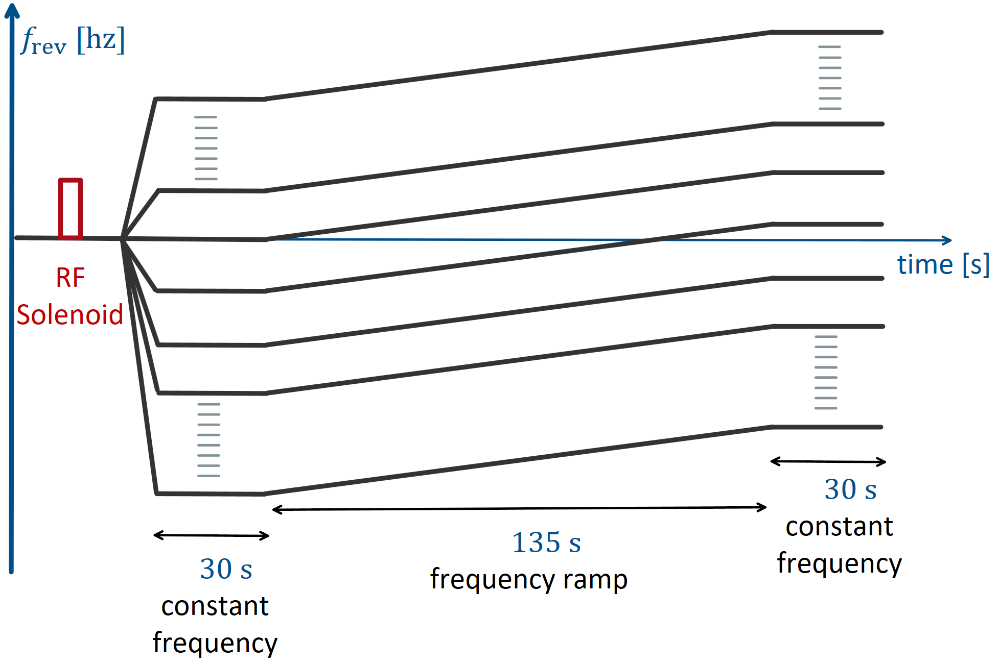 f_rev [hz]
RF
Solenoid
time [s]
30 s
constant
frequency
135 s
frequency ramp
30 s
constant
frequency